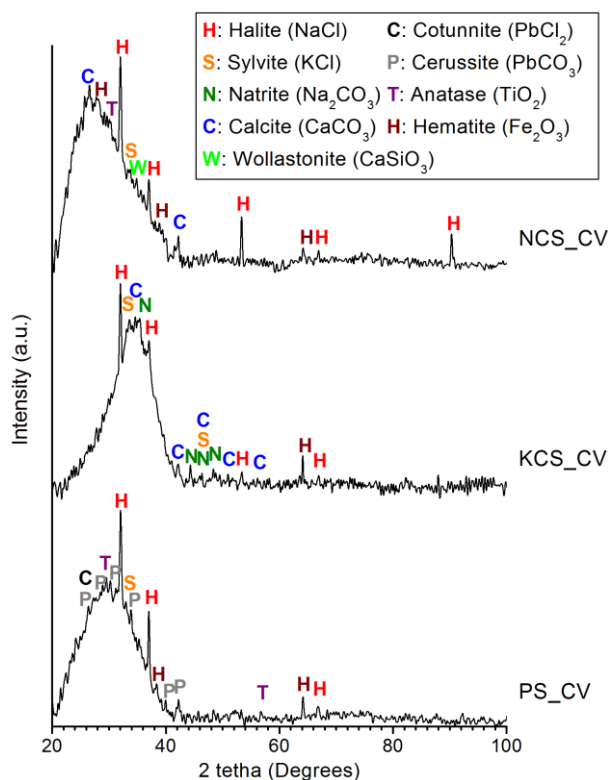 H: Halite (NaCl) C: Cotunnite (PbCl2)
S: Sylvite (KCl) P: Cerussite (PbCO3)
N: Natrite (Na2CO3) T: Anatase (TiO2)
C: Calcite (CaCO3) H: Hematite (Fe2O3)
W: Wollastonite (CaSiO3)
H
C H
T
S
W H
H
C
H
H H
H
NCS_CV
H
S C N
H
C
S
C N N N C H C
H H
KCS_CV
H
T
C P P P
S
P
H
H
P P
T
H H
PS_CV
Intensity (a.u.)
20 40 60 80 100
2 tetha (Degrees)